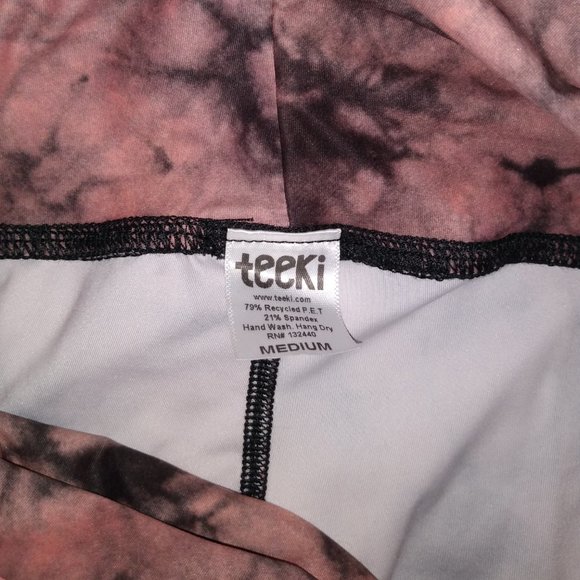 teeki
www.teeki.com
79% Recycled P.E.T
21% Spandex
Hand Wash, Hang Dry
RN# 132440
MEDIUM